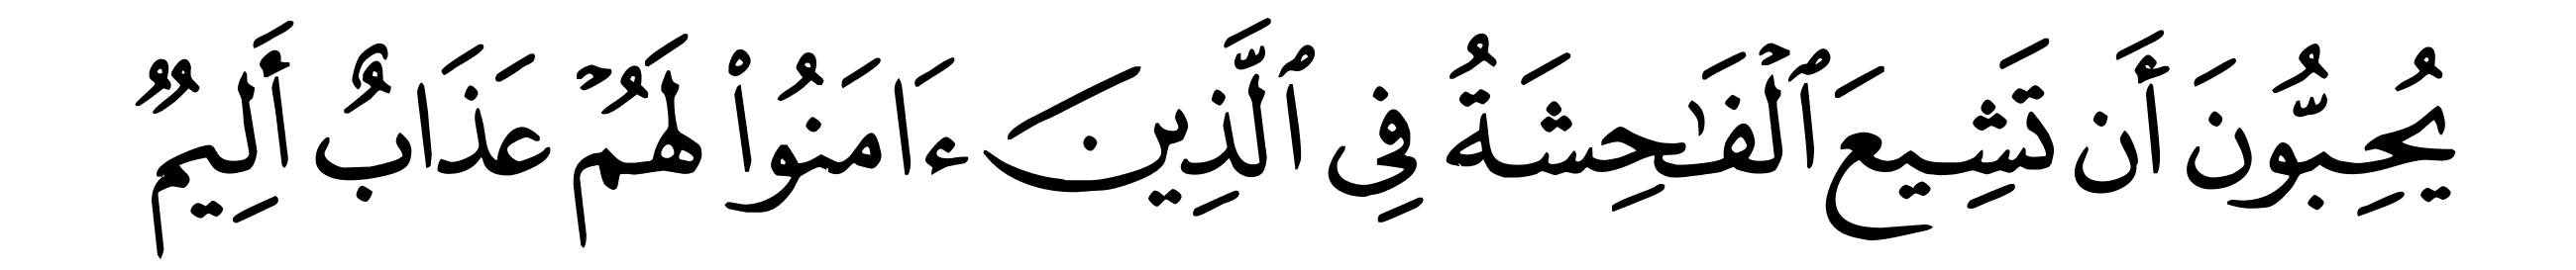 يُحِبُّونَ أَن تَشِيعَ ٱلْفَٰحِشَةُ فِى ٱلَّذِينَ ءَامَنُوا۟ لَهُمْ عَذَابٌ أَلِيمٌ